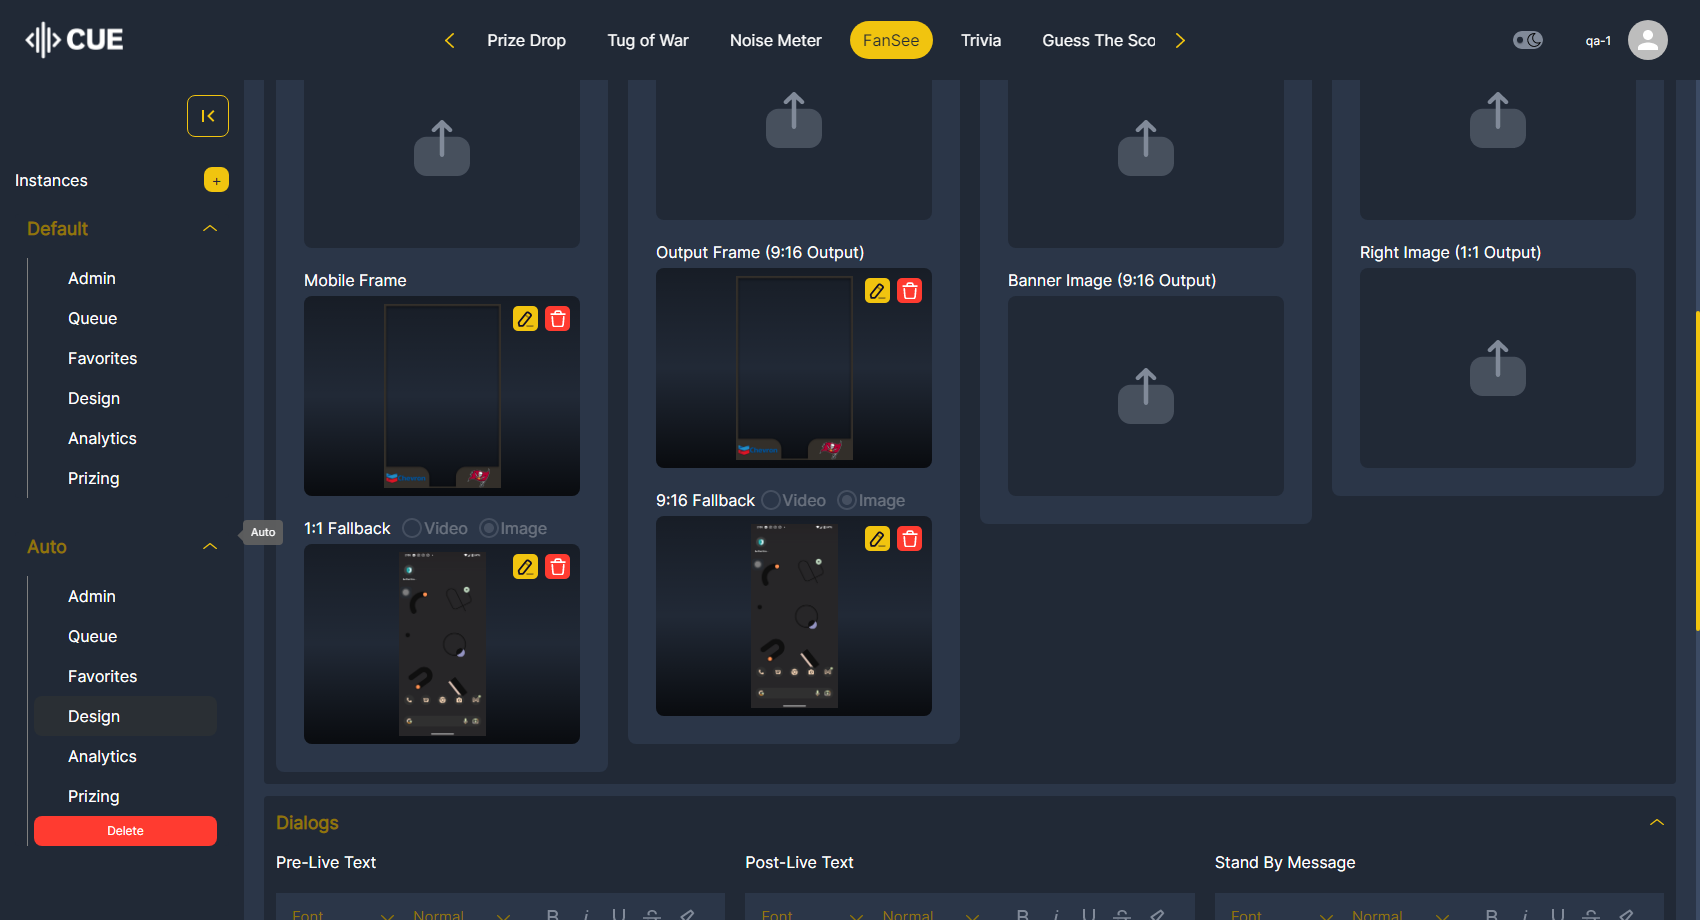 CUE
Prize Drop
Tug of War
Noise Meter
FanSee
Trivia
Guess The Sco
qa-1
Instances
+
Default
Admin
Queue
Favorites
Design
Analytics
Prizing
Auto
Auto
Admin
Queue
Favorites
Design
Analytics
Prizing
Delete
Mobile Frame
1:1 Fallback Video Image
Output Frame (9:16 Output)
9:16 Fallback Video Image
Banner Image (9:16 Output)
Right Image (1:1 Output)
Dialogs
Pre-Live Text
Post-Live Text
Stand By Message
Font Normal B i U S
Font Normal B i U S
Font Normal B i U S